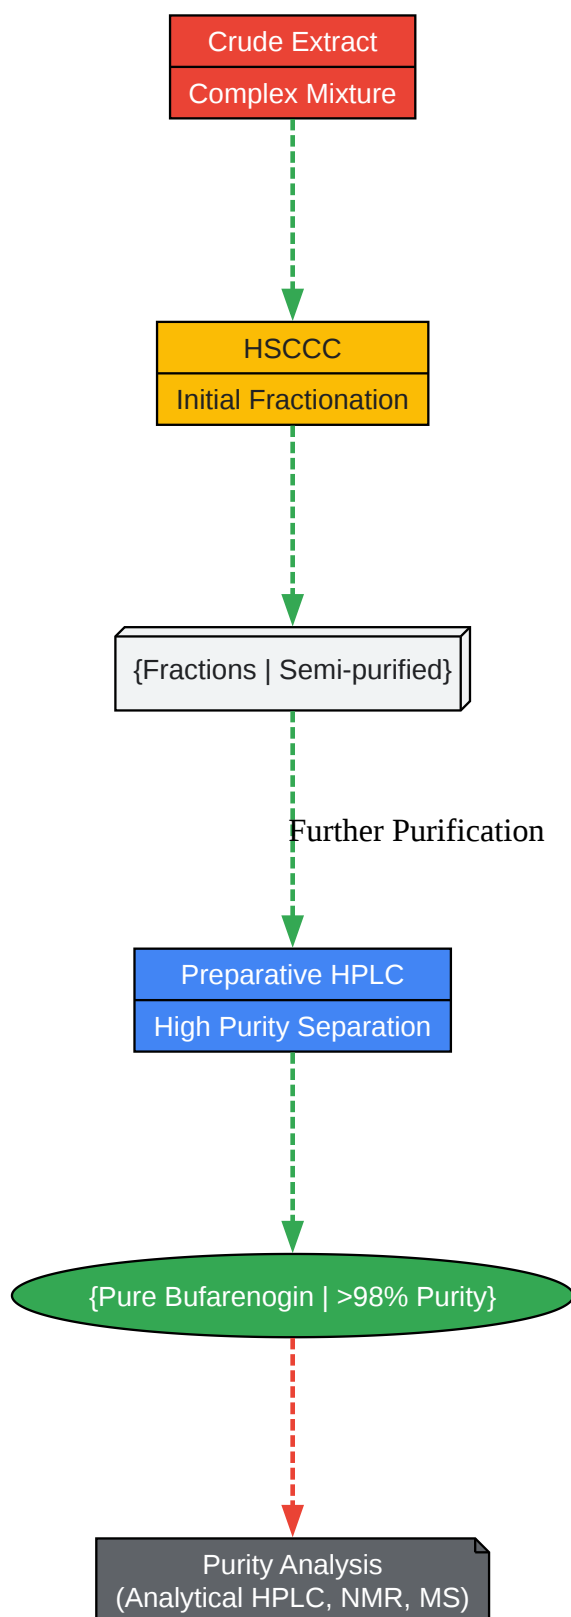 Crude Extract
Complex Mixture
HSCCC
Initial Fractionation
{Fractions | Semi-purified}
Further Purification
Preparative HPLC
High Purity Separation
{Pure Bufarenogin | >98% Purity}
Purity Analysis
(Analytical HPLC, NMR, MS)